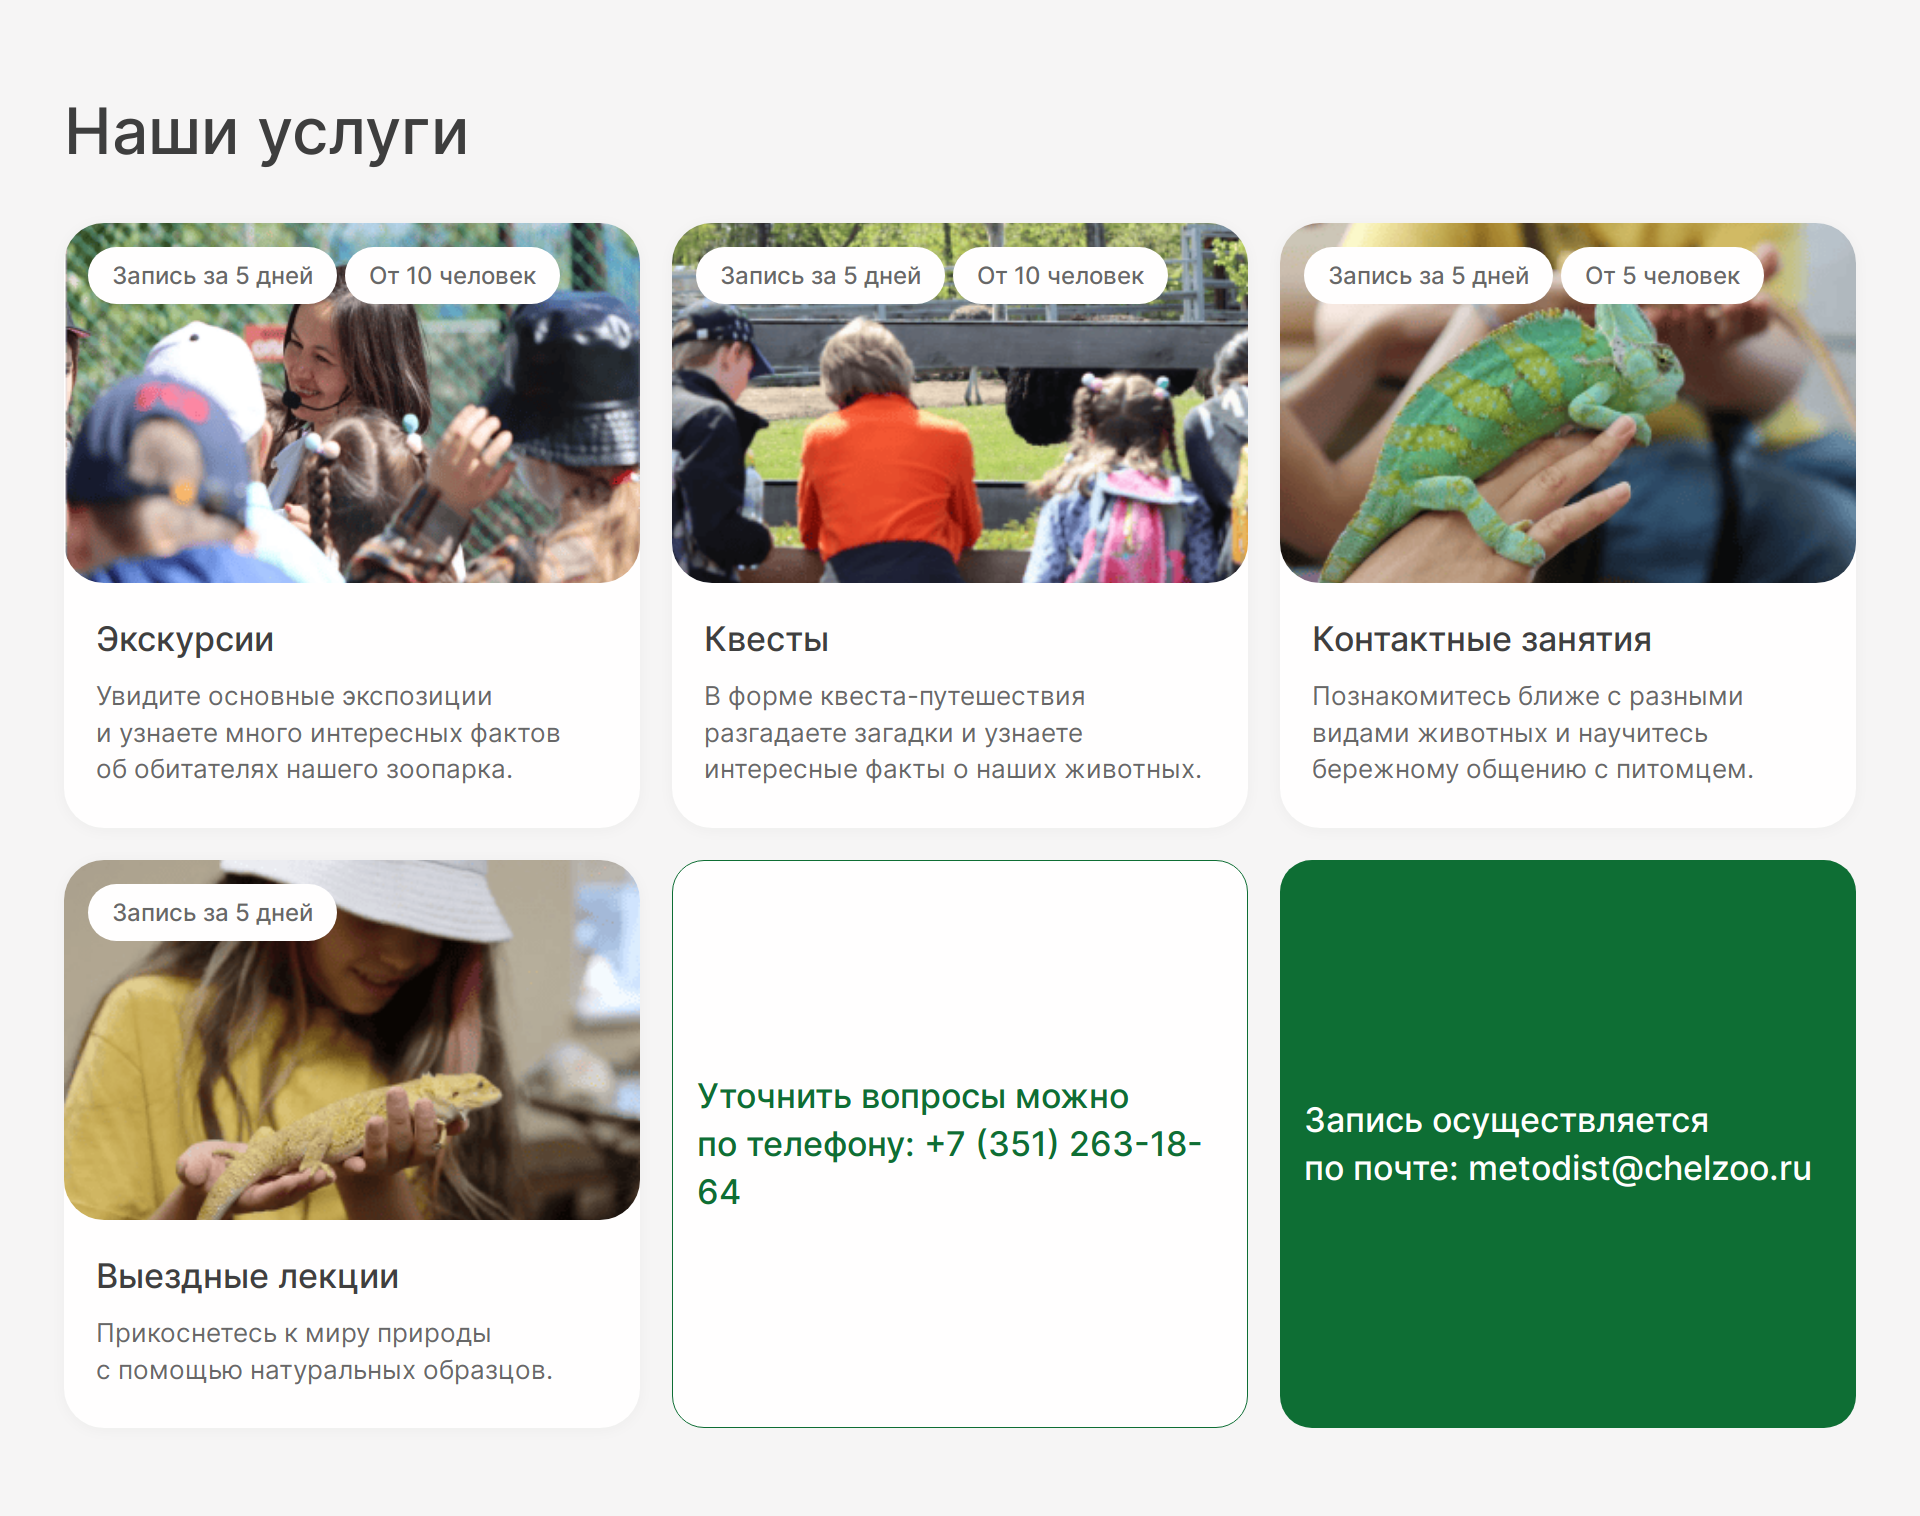 Наши услуги
Запись за 5 дней
От 10 человек
Запись за 5 дней
От 10 человек
Запись за 5 дней
От 5 человек
Экскурсии
Увидите основные экспозиции
и узнаете много интересных фактов
об обитателях нашего зоопарка.
Квесты
В форме квеста-путешествия
разгадаете загадки и узнаете
интересные факты о наших животных.
Контактные занятия
Познакомитесь ближе с разными
видами животных и научитесь
бережному общению с питомцем.
Запись за 5 дней
Выездные лекции
Прикоснетесь к миру природы
с помощью натуральных образцов.
Уточнить вопросы можно
по телефону: +7 (351) 263-18-
64
Запись осуществляется
по почте: metodist@chelzoo.ru